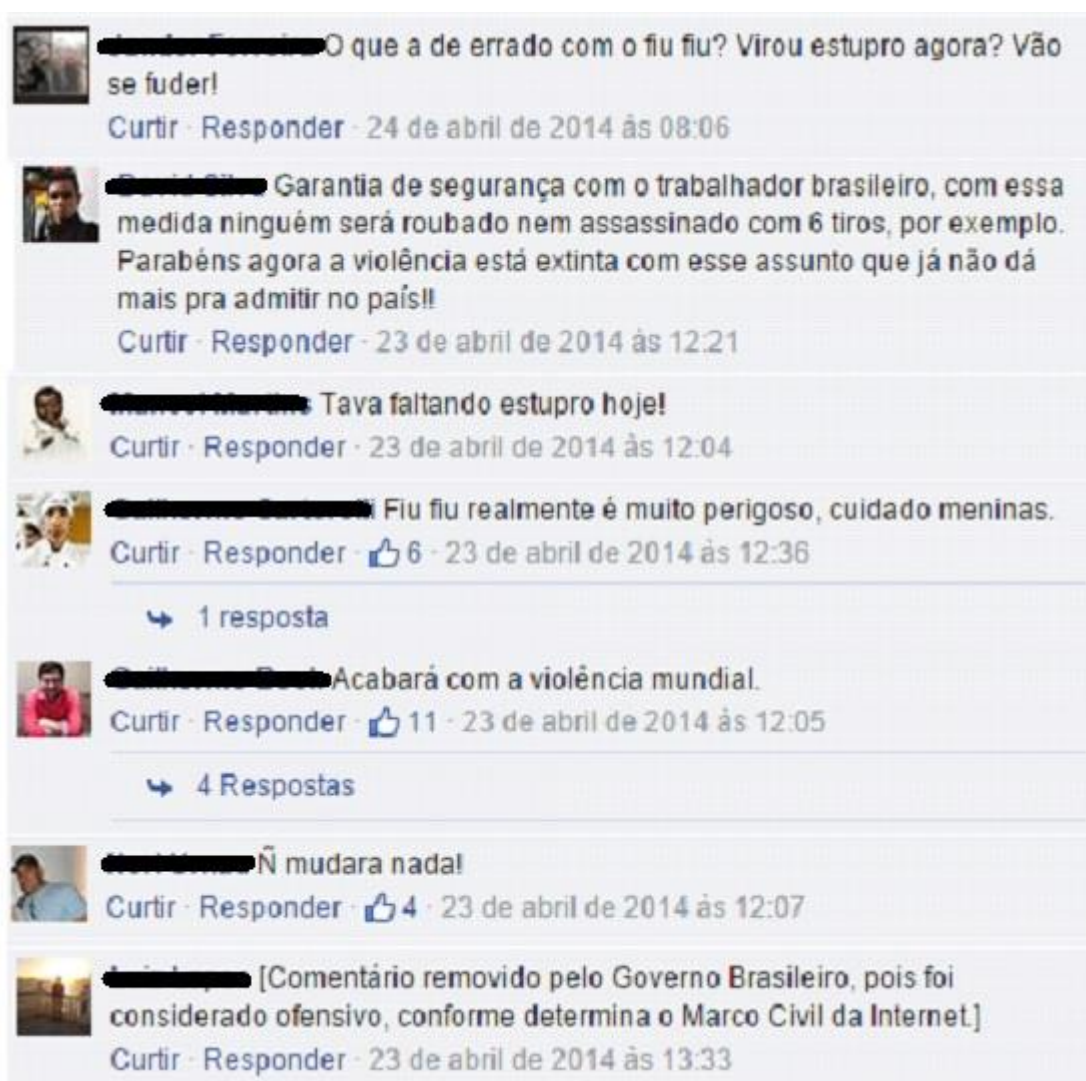 O que a de errado com o fiu fiu? Virou estupro agora? Vão
se fuder!
Curtir · Responder · 24 de abril de 2014 às 08:06
Garantia de segurança com o trabalhador brasileiro, com essa
medida ninguém será roubado nem assassinado com 6 tiros, por exemplo.
Parabéns agora a violência está extinta com esse assunto que já não dá
mais pra admitir no país!!
Curtir · Responder · 23 de abril de 2014 às 12:21
Tava faltando estupro hoje!
Curtir · Responder · 23 de abril de 2014 às 12:04
Fiu fiu realmente é muito perigoso, cuidado meninas.
Curtir · Responder · 6 · 23 de abril de 2014 às 12:36
1 resposta
Acabará com a violência mundial.
Curtir · Responder · 11 · 23 de abril de 2014 às 12:05
4 Respostas
Ñ mudara nada!
Curtir · Responder · 4 · 23 de abril de 2014 às 12:07
[Comentário removido pelo Governo Brasileiro, pois foi
considerado ofensivo, conforme determina o Marco Civil da Internet.]
Curtir · Responder · 23 de abril de 2014 às 13:33